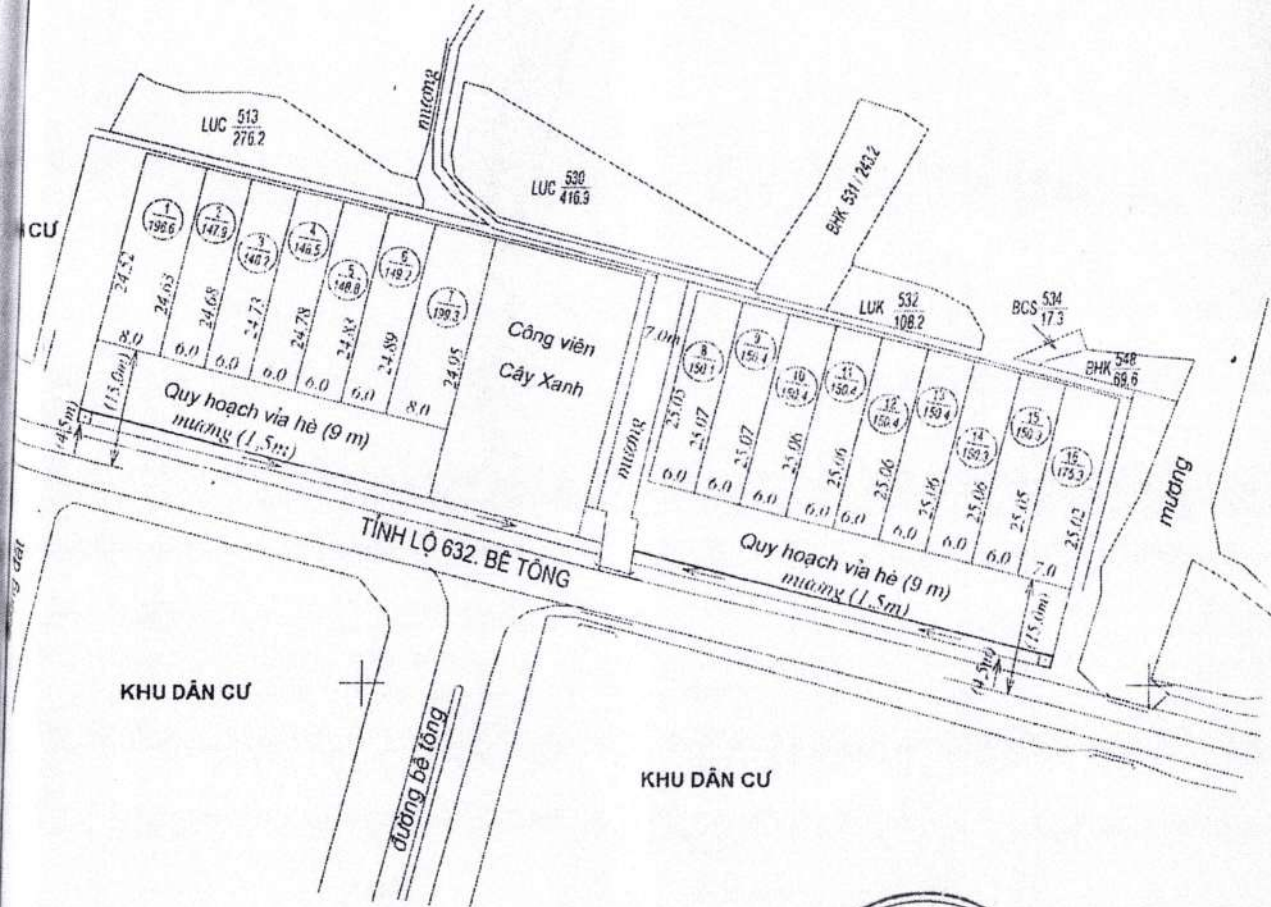 mương
LUC 513
276.2
LUC 530
416.9
BHK 531 / 243.2
LUK 532
108.2
BCS 534
17.3
BHK 548
69.6
CƯ
1
196.6
2
147.9
3
148.2
4
148.5
5
148.8
6
149.2
7
199.3
24.52
24.65
24.68
24.73
24.78
24.83
24.89
24.95
8.0
6.0
6.0
6.0
6.0
6.0
8.0
Công viên
Cây Xanh
mương
7.0m
8
150.1
9
150.4
10
150.4
11
150.4
12
150.4
13
150.4
14
150.3
15
150.3
16
175.3
25.05
25.07
25.07
25.06
25.06
25.06
25.06
25.06
25.05
25.02
6.0
6.0
6.0
6.0
6.0
6.0
6.0
6.0
7.0
mương
(15.0m)
(4.5m)
Quy hoạch vỉa hè (9 m)
mương (1,5m)
Quy hoạch vỉa hè (9 m)
mương (1,5m)
(15.0m)
(4.5m)
TỈNH LỘ 632. BÊ TÔNG
đất
KHU DÂN CƯ
đường bê tông
KHU DÂN CƯ